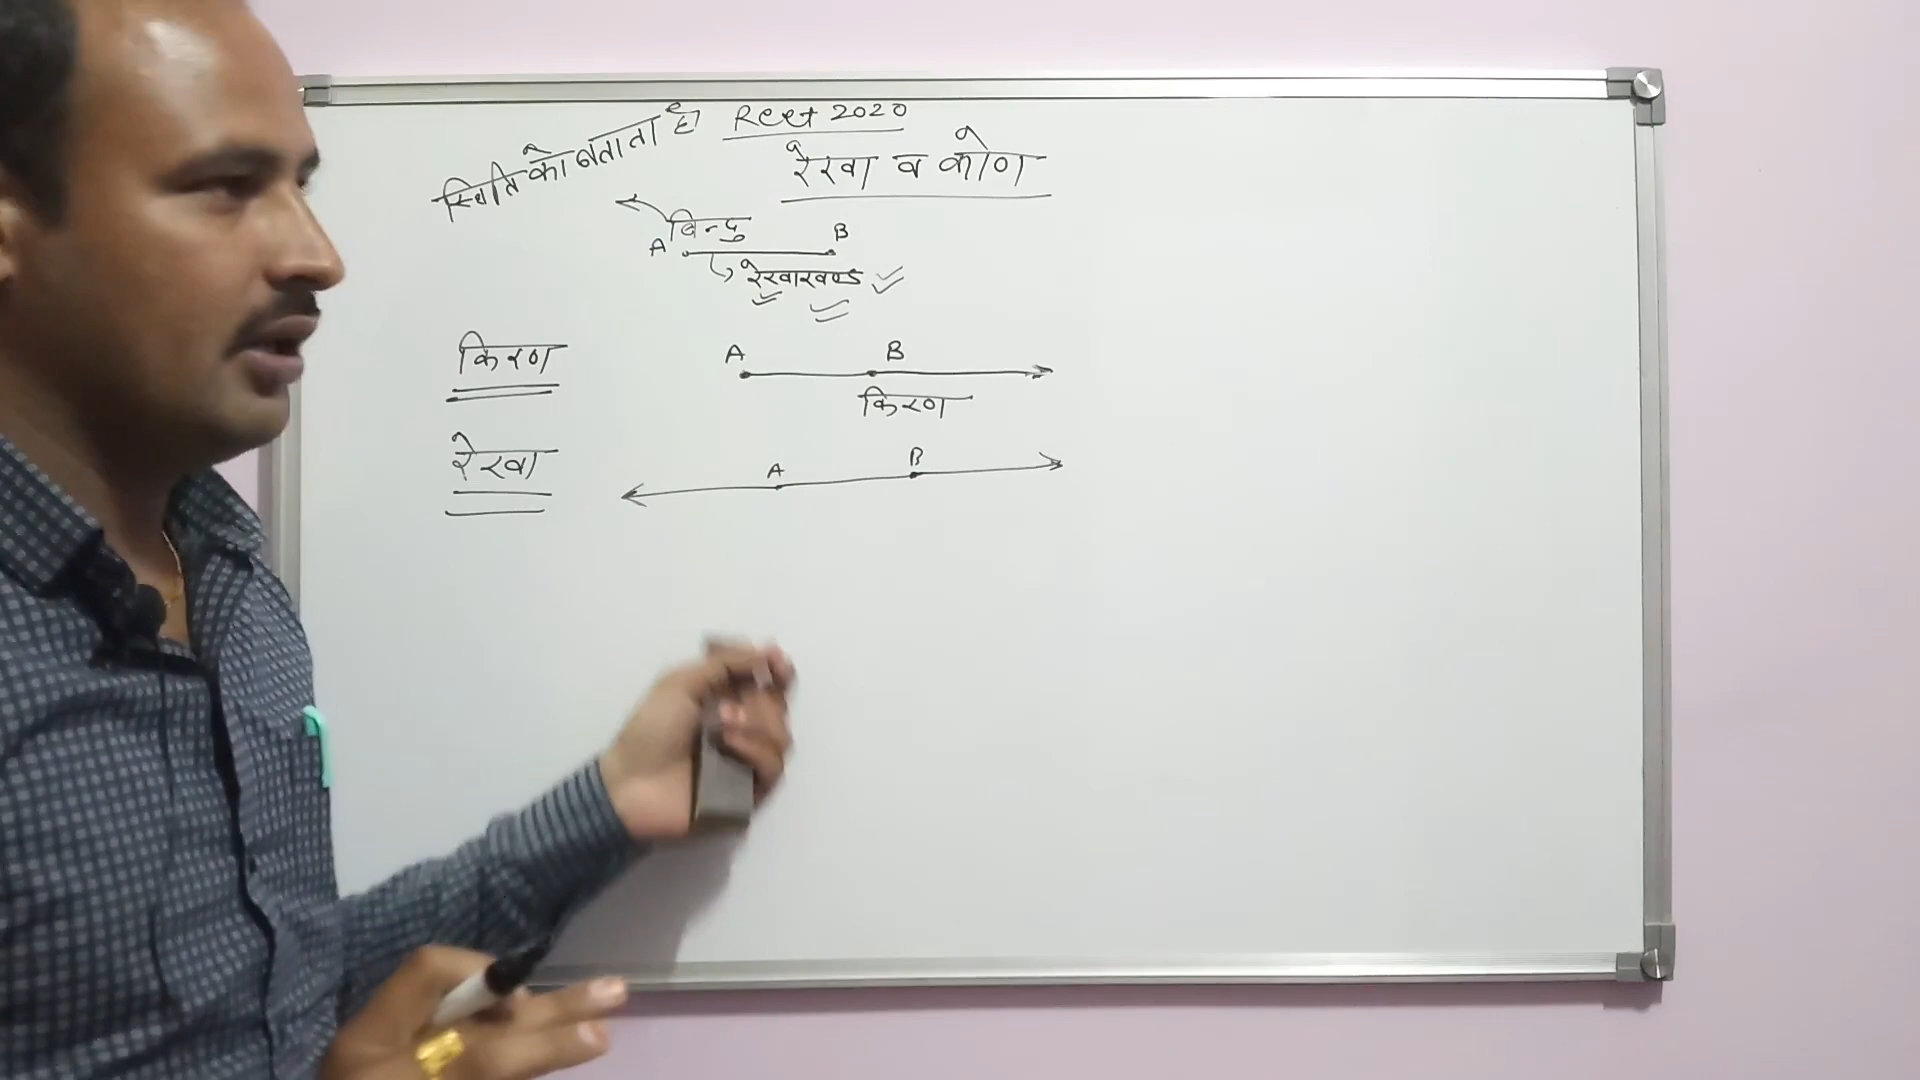 स्थिति को बताता है
Reet 2020
रेखा व कोण
बिन्दु
A B
रेखाखण्ड
किरण
A B
किरण
रेखा
A B